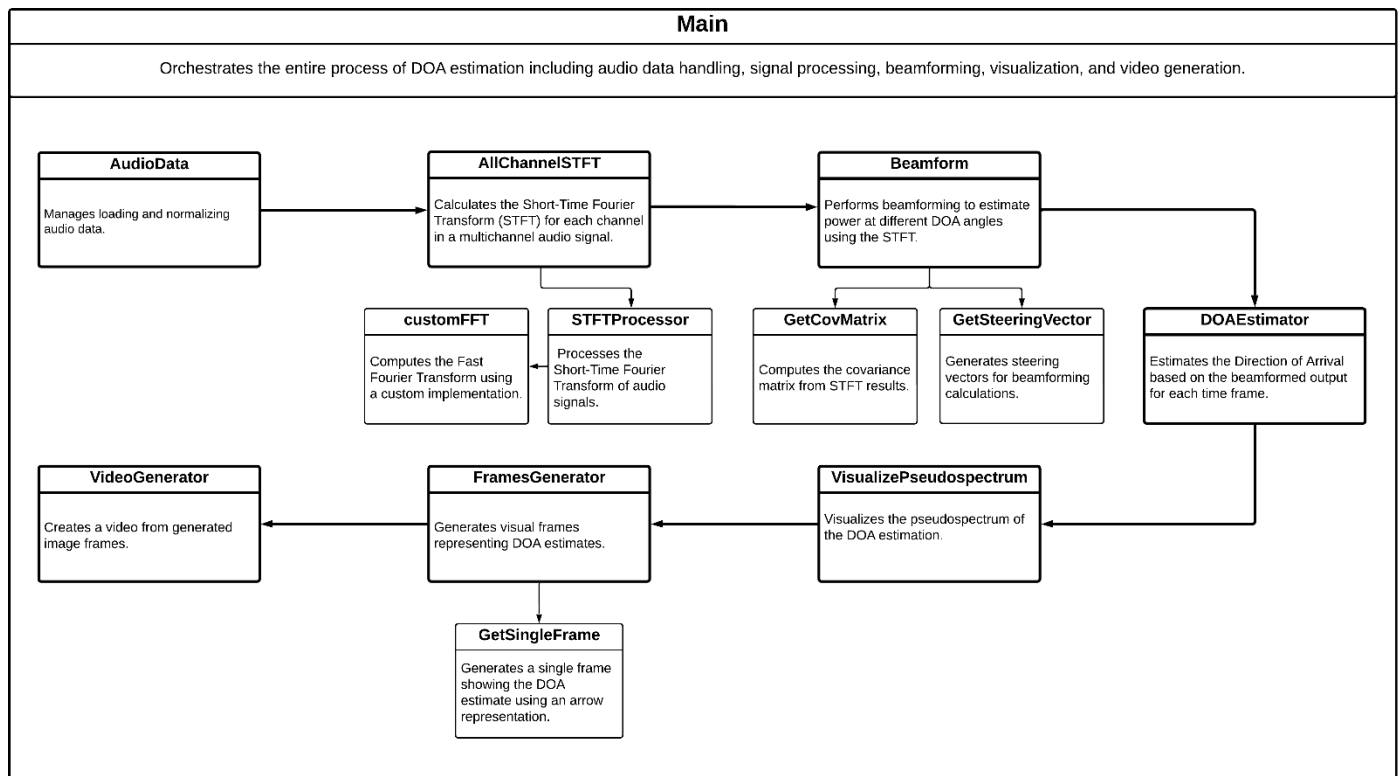 Main
Orchestrates the entire process of DOA estimation including audio data handling, signal processing, beamforming, visualization, and video generation.
AudioData
Manages loading and normalizing
audio data.
AllChannelSTFT
Calculates the Short-Time Fourier
Transform (STFT) for each channel
in a multichannel audio signal.
Beamform
Performs beamforming to estimate
power at different DOA angles
using the STFT.
customFFT
Computes the Fast
Fourier Transform using
a custom implementation.
STFTProcessor
Processes the
Short-Time Fourier
Transform of audio
signals.
GetCovMatrix
Computes the covariance
matrix from STFT results.
GetSteeringVector
Generates steering
vectors for beamforming
calculations.
DOAEstimator
Estimates the Direction of Arrival
based on the beamformed output
for each time frame.
VideoGenerator
Creates a video from generated
image frames.
FramesGenerator
Generates visual frames
representing DOA estimates.
VisualizePseudospectrum
Visualizes the pseudospectrum of
the DOA estimation.
GetSingleFrame
Generates a single frame
showing the DOA
estimate using an arrow
representation.